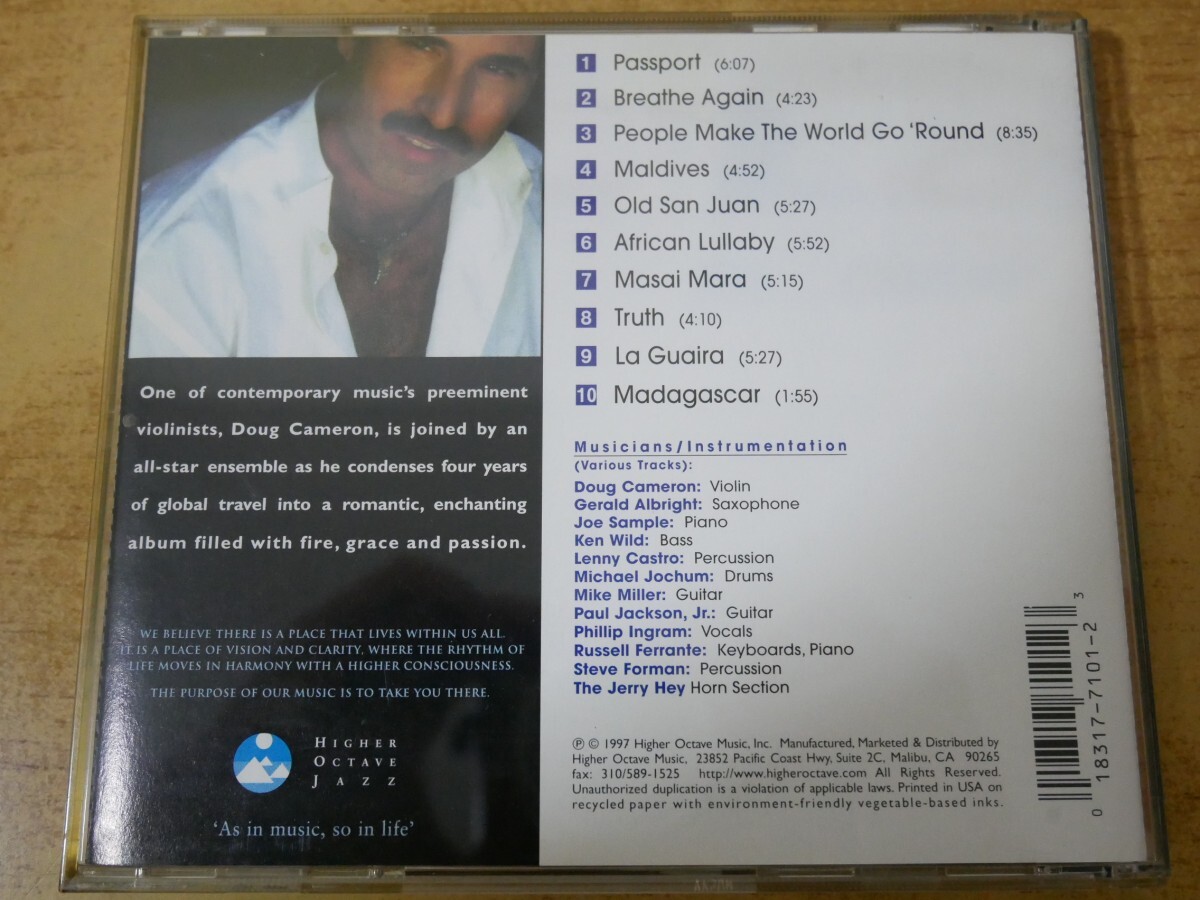 1 Passport (6:07)
2 Breathe Again (4:23)
3 People Make The World Go 'Round (8:35)
4 Maldives (4:52)
5 Old San Juan (5:27)
6 African Lullaby (5:52)
7 Masai Mara (5:15)
8 Truth (4:10)
9 La Guaira (5:27)
10 Madagascar (1:55)
One of contemporary music's preeminent
violinists, Doug Cameron, is joined by an
all-star ensemble as he condenses four years
of global travel into a romantic, enchanting
album filled with fire, grace and passion.
WE BELIEVE THERE IS A PLACE THAT LIVES WITHIN US ALL.
IT IS A PLACE OF VISION AND CLARITY, WHERE THE RHYTHM OF
LIFE MOVES IN HARMONY WITH A HIGHER CONSCIOUSNESS.
THE PURPOSE OF OUR MUSIC IS TO TAKE YOU THERE.
HIGHER
OCTAVE
JAZZ
'As in music, so in life'
Musicians/Instrumentation
(Various Tracks):
Doug Cameron: Violin
Gerald Albright: Saxophone
Joe Sample: Piano
Ken Wild: Bass
Lenny Castro: Percussion
Michael Jochum: Drums
Mike Miller: Guitar
Paul Jackson, Jr.: Guitar
Phillip Ingram: Vocals
Russell Ferrante: Keyboards, Piano
Steve Forman: Percussion
The Jerry Hey Horn Section
℗ © 1997 Higher Octave Music, Inc. Manufactured, Marketed & Distributed by
Higher Octave Music, 23852 Pacific Coast Hwy, Suite 2C, Malibu, CA 90265
fax: 310/589-1525 http://www.higheroctave.com All Rights Reserved.
Unauthorized duplication is a violation of applicable laws. Printed in USA on
recycled paper with environment-friendly vegetable-based inks.
0 18317-7101-2 3